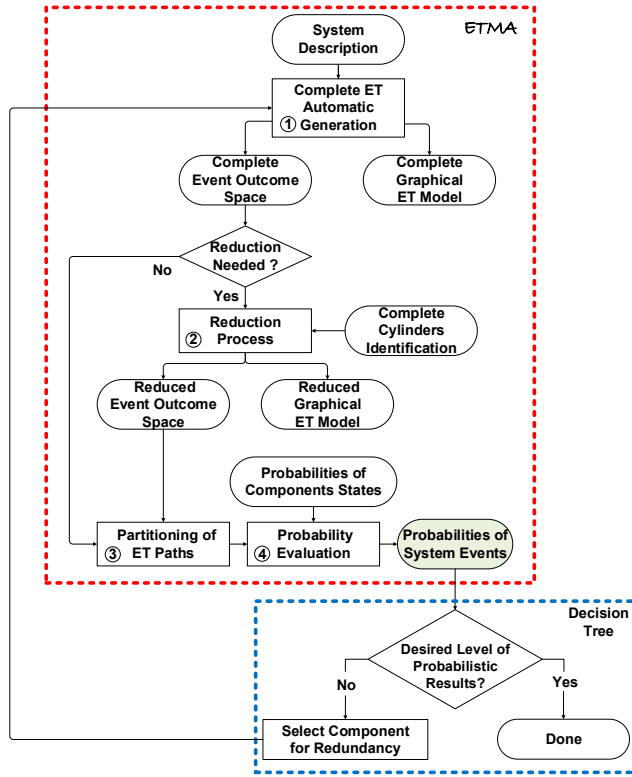 ETMA
System
Description
Complete ET
Automatic
Generation
1
Complete
Event Outcome
Space
Complete
Graphical
ET Model
Reduction
Needed ?
No
Yes
Reduction
Process
2
Complete
Cylinders
Identification
Reduced
Event Outcome
Space
Reduced
Graphical
ET Model
Probabilities of
Components States
Partitioning of
ET Paths
3
Probability
Evaluation
4
Probabilities of
System Events
Decision
Tree
Desired Level of
Probabilistic
Results?
No
Yes
Select Component
for Redundancy
Done